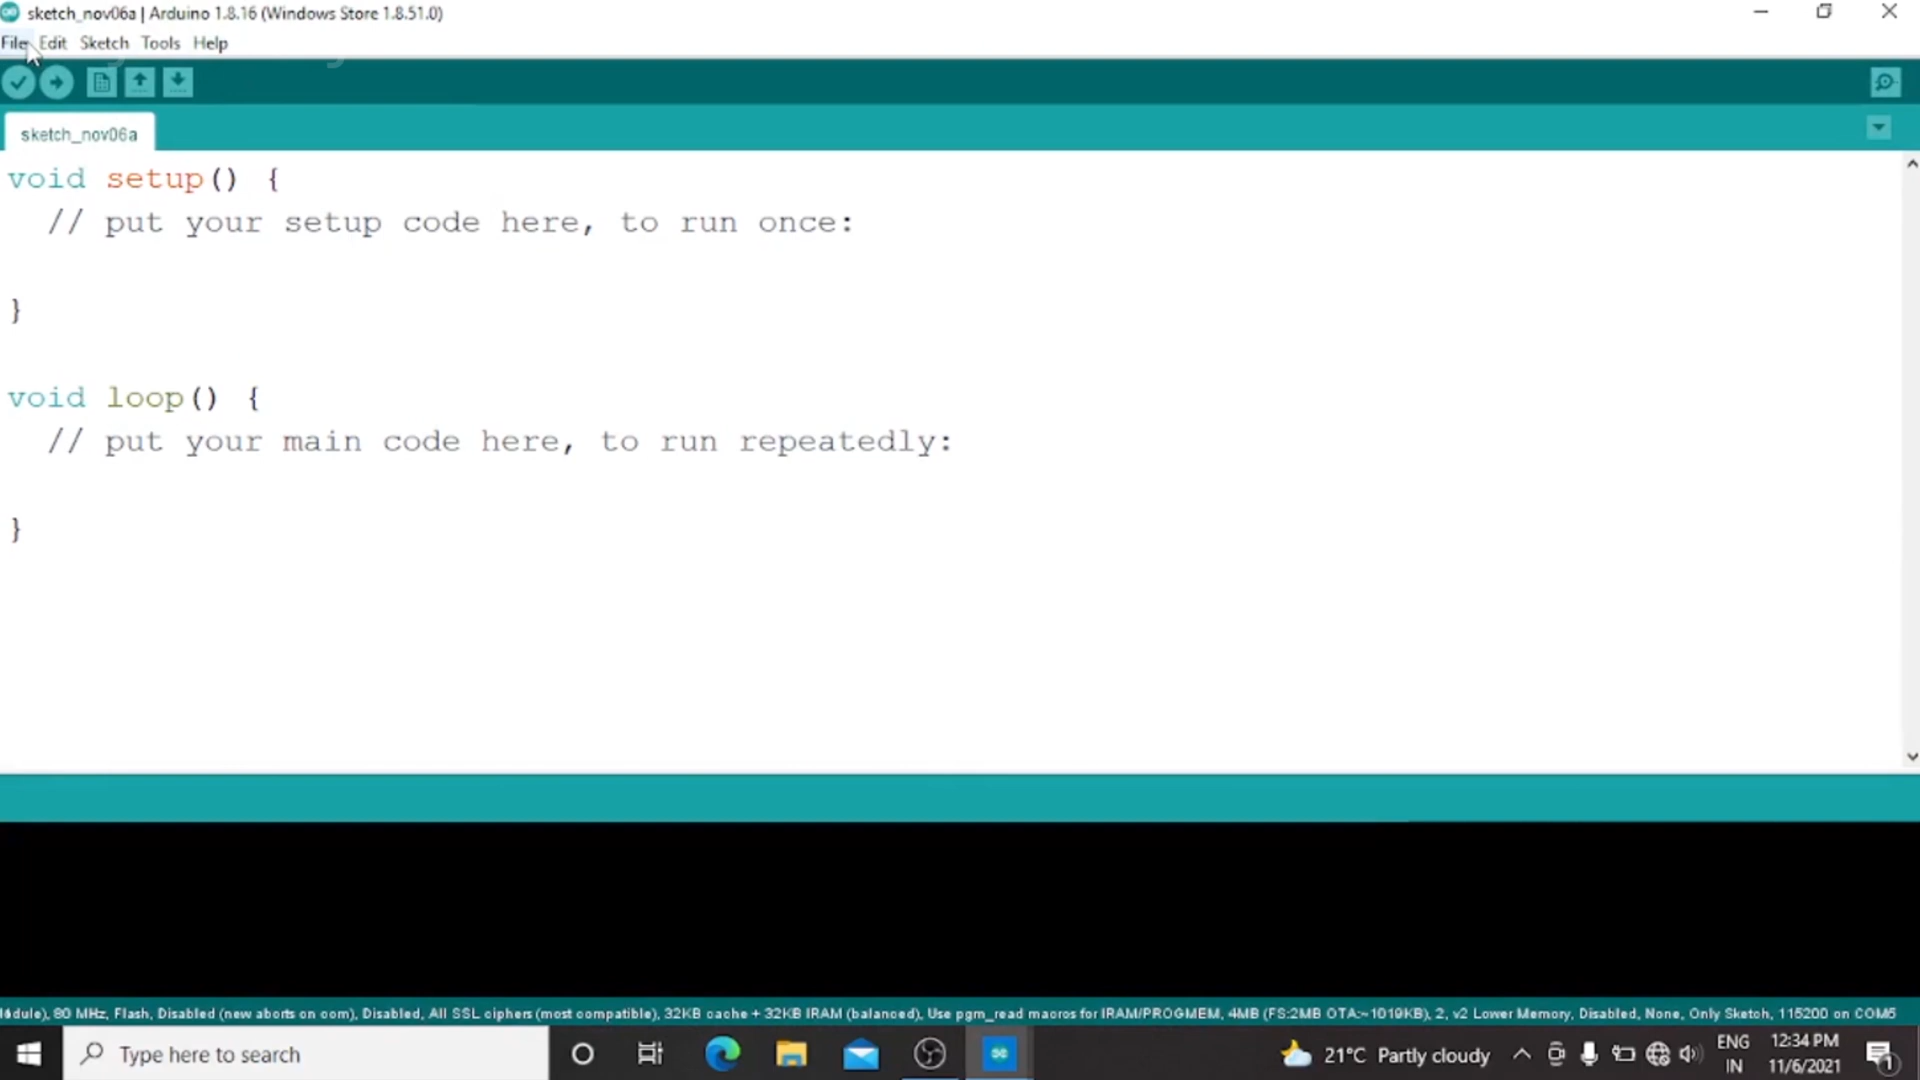 sketch_nov06a | Arduino 1.8.16 (Windows Store 1.8.51.0)
File Edit Sketch Tools Help
sketch_nov06a
void setup() {
// put your setup code here, to run once:
}
void loop() {
// put your main code here, to run repeatedly:
}
80 MHz, Flash, Disabled (new aborts on oom), Disabled, All SSL ciphers (most compatible), 32KB cache + 32KB IRAM (balanced), Use pgm_read macros for IRAM/PROGMEM, 4MB (FS:2MB OTA:~1019KB), 2, v2 Lower Memory, Disabled, None, Only Sketch, 115200 on
Type here to search
21°C Partly cloudy
ENG
IN
12:34 PM
11/6/2021
1